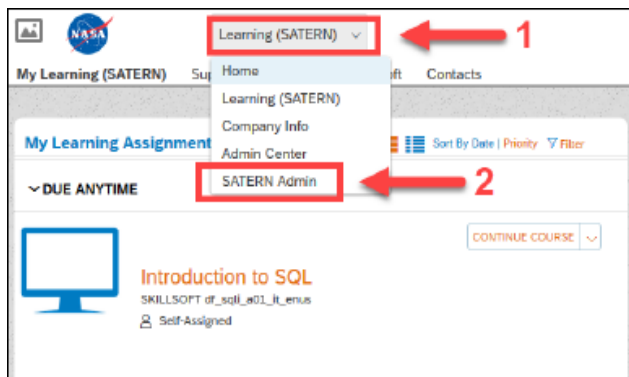 NASA
Learning (SATERN)
1
My Learning (SATERN) Contacts
Home
Learning (SATERN)
Company Info
Admin Center
SATERN Admin
2
My Learning Assignment Sort By Date | Priority Filter
DUE ANYTIME
CONTINUE COURSE
Introduction to SQL
SKILLSOFT df_sqli_a01_it_enus
Self-Assigned